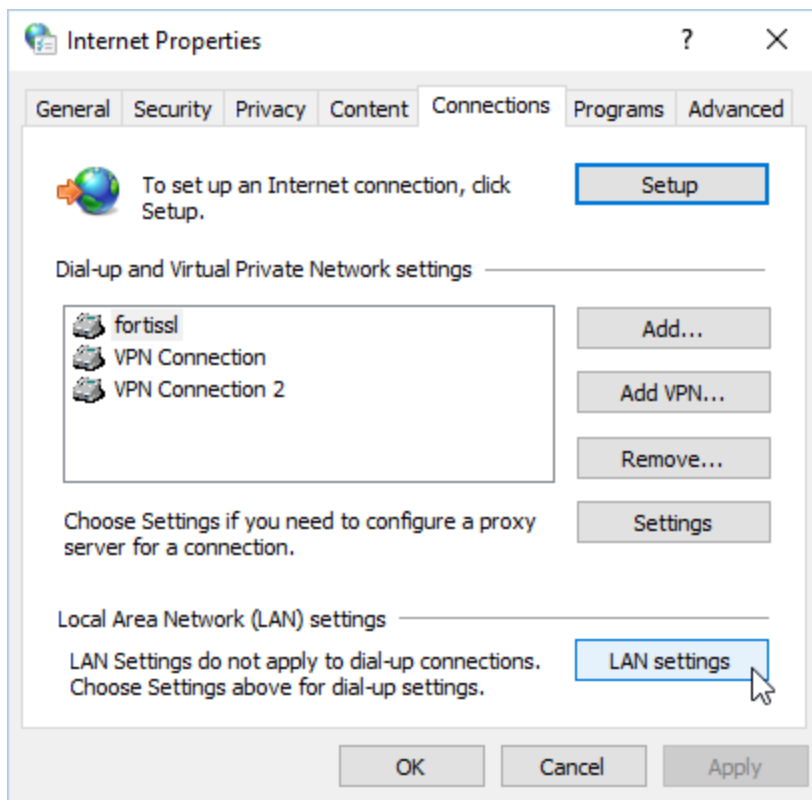 Internet Properties
?
General Security Privacy Content Connections Programs Advanced
To set up an Internet connection, click
Setup.
Setup
Dial-up and Virtual Private Network settings
fortissl
VPN Connection
VPN Connection 2
Add...
Add VPN...
Remove...
Choose Settings if you need to configure a proxy
server for a connection.
Settings
Local Area Network (LAN) settings
LAN Settings do not apply to dial-up connections.
Choose Settings above for dial-up settings.
LAN settings
OK Cancel Apply